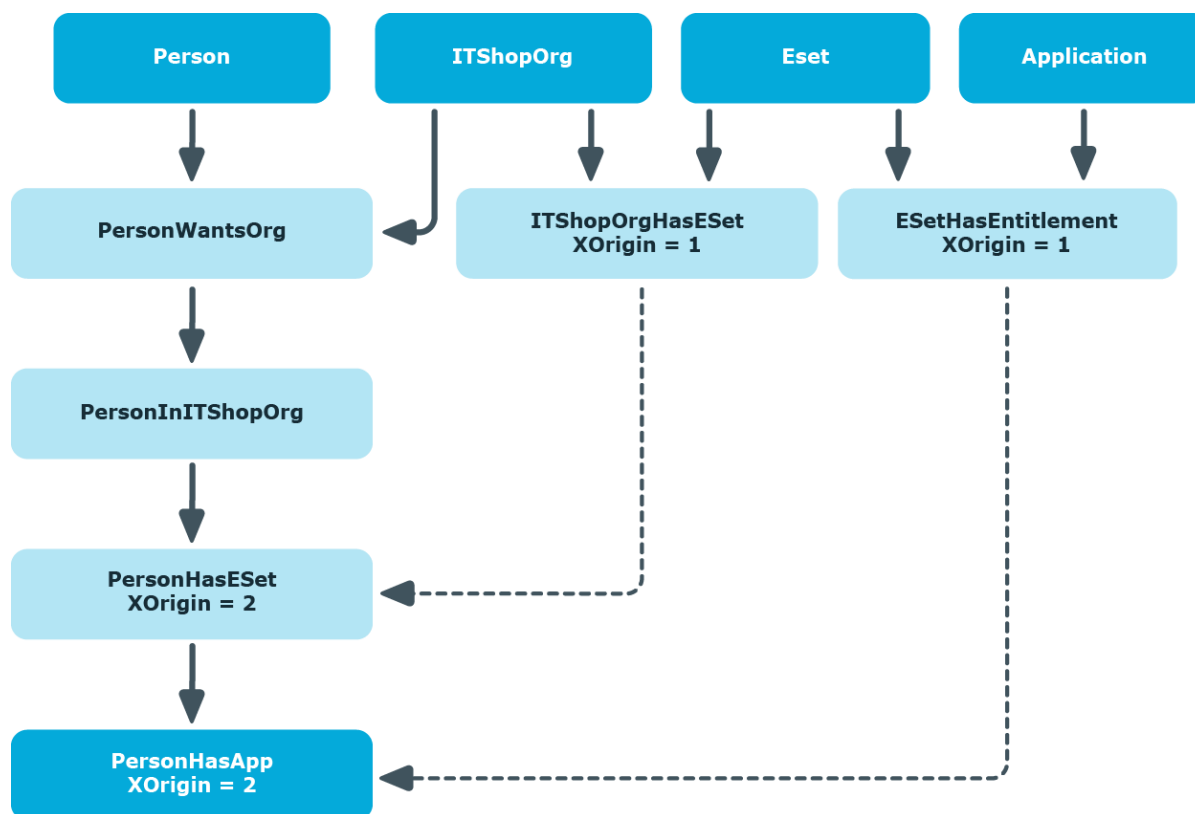 Person
ITShopOrg
Eset
Application
PersonWantsOrg
ITShopOrgHasESet
XOrigin = 1
ESetHasEntitlement
XOrigin = 1
PersonInITShopOrg
PersonHasESet
XOrigin = 2
PersonHasApp
XOrigin = 2